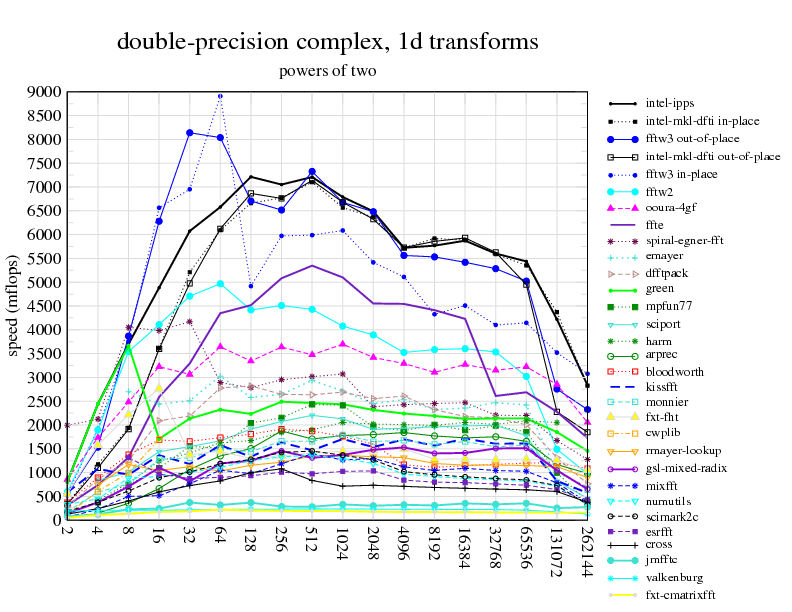 double-precision complex, 1d transforms
powers of two
speed (mflops)
9000
8500
8000
7500
7000
6500
6000
5500
5000
4500
4000
3500
3000
2500
2000
1500
1000
500
0
2
4
8
16
32
64
128
256
512
1024
2048
4096
8192
16384
32768
65536
131072
262144
intel-ipps
intel-mkl-dfti in-place
fftw3 out-of-place
intel-mkl-dfti out-of-place
fftw3 in-place
fftw2
ooura-4gf
ffte
spiral-egner-fft
emayer
dfftpack
green
mpfun77
sciport
harm
arprec
bloodworth
kissfft
monnier
fxt-fht
cwplib
rmayer-lookup
gsl-mixed-radix
mixfft
numutils
scimark2c
esrfft
cross
jmfftc
valkenburg
fxt-cmatrixfft